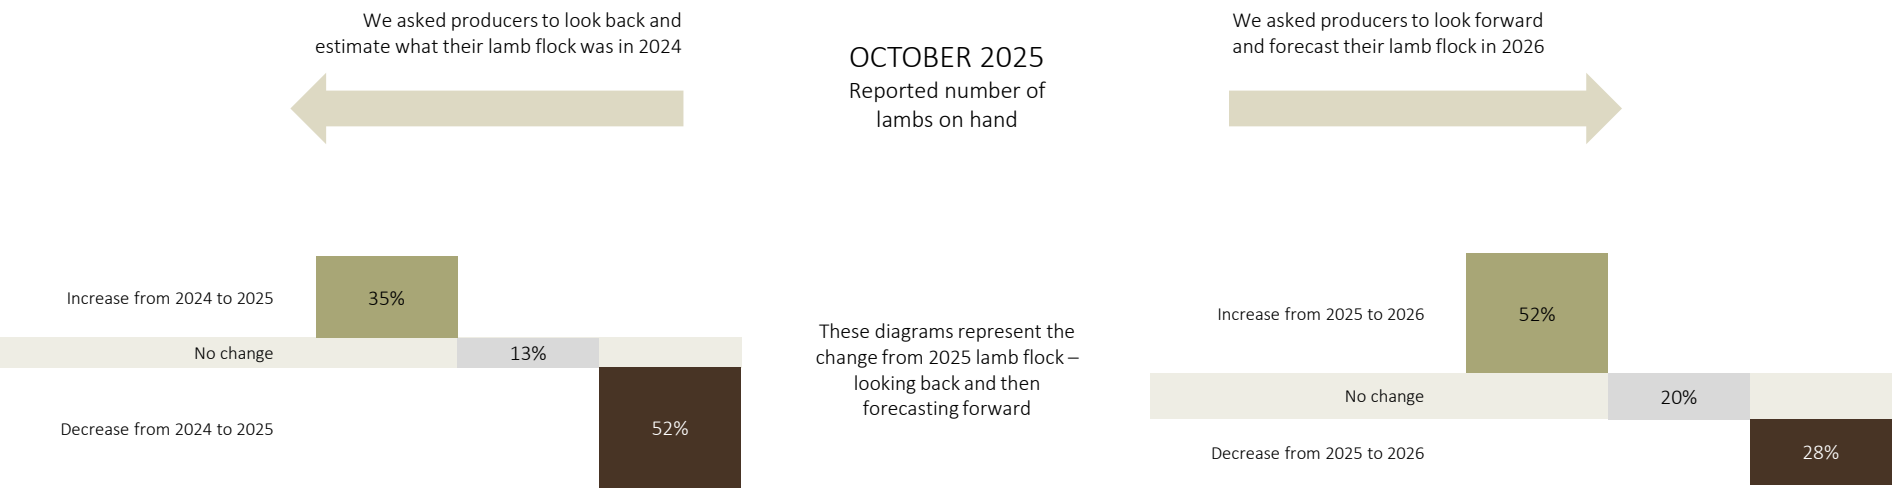 We asked producers to look back and
estimate what their lamb flock was in 2024
OCTOBER 2025
Reported number of
lambs on hand
We asked producers to look forward
and forecast their lamb flock in 2026
Increase from 2024 to 2025
35%
No change
13%
Decrease from 2024 to 2025
52%
These diagrams represent the
change from 2025 lamb flock –
looking back and then
forecasting forward
Increase from 2025 to 2026
52%
No change
20%
Decrease from 2025 to 2026
28%